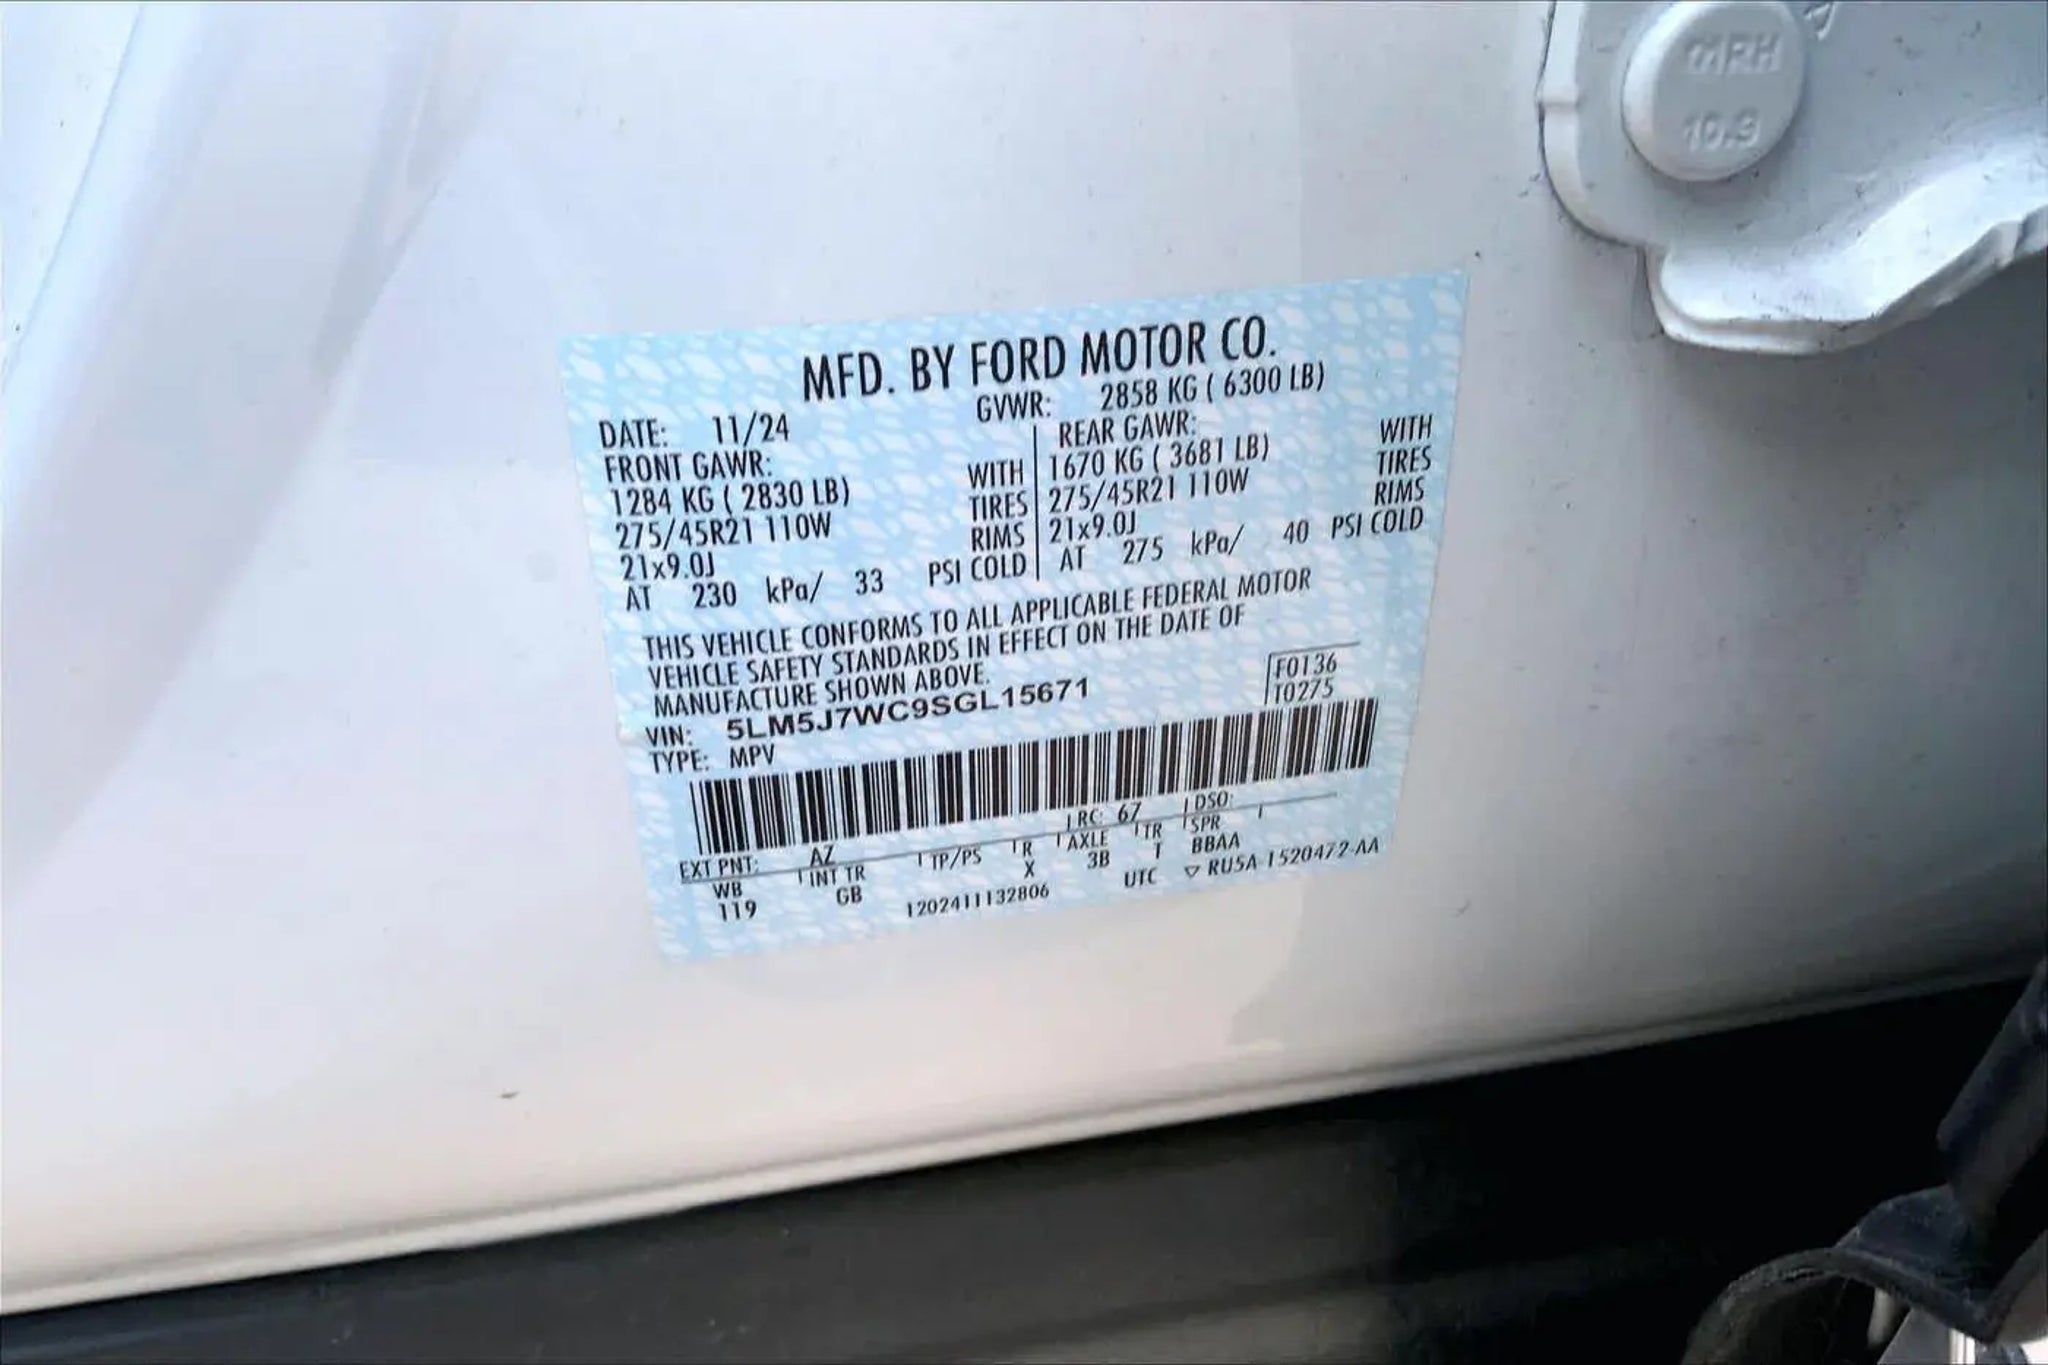 MRH
10.9
MFD. BY FORD MOTOR CO.
DATE: 11/24 GVWR: 2858 KG ( 6300 LB)
FRONT GAWR: WITH
1284 KG ( 2830 LB) TIRES
275/45R21 110W RIMS
21x9.0J
AT 230 kPa/ 33 PSI COLD
REAR GAWR: WITH
1670 KG ( 3681 LB) TIRES
275/45R21 110W RIMS
21x9.0J
AT 275 kPa/ 40 PSI COLD
THIS VEHICLE CONFORMS TO ALL APPLICABLE FEDERAL MOTOR
VEHICLE SAFETY STANDARDS IN EFFECT ON THE DATE OF
MANUFACTURE SHOWN ABOVE.
VIN: 5LM5J7WC9SGL15671
TYPE: MPV
F0136
T0275
EXT PNT: AZ RC: 67 DSO:
WB INT TR TP/PS R AXLE TR SPR
119 GB X 3B T BBAA
1202411132806 UTC ▽ RU5A-1520472-AA